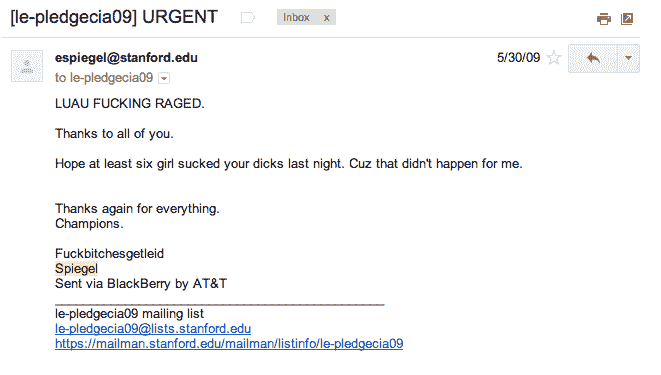 [le-pledgecia09] URGENT
Inbox x
espiegel@stanford.edu
5/30/09
to le-pledgecia09
LUAU FUCKING RAGED.
Thanks to all of you.
Hope at least six girl sucked your dicks last night. Cuz that didn't happen for me.
Thanks again for everything.
Champions.
Fuckbitchesgetleid
Spiegel
Sent via BlackBerry by AT&T
le-pledgecia09 mailing list
le-pledgecia09@lists.stanford.edu
https://mailman.stanford.edu/mailman/listinfo/le-pledgecia09